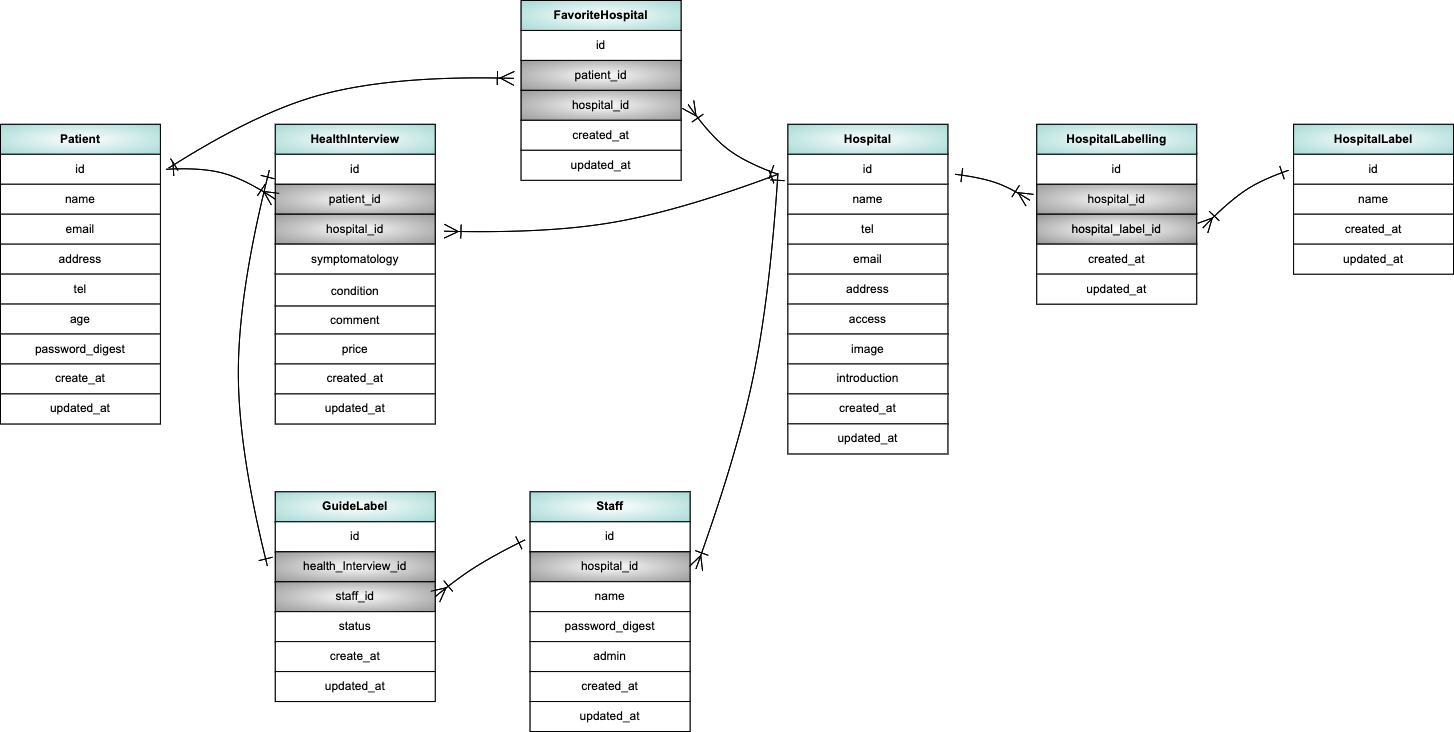 FavoriteHospital
id
patient_id
hospital_id
created_at
updated_at
Patient
id
name
email
address
tel
age
password_digest
create_at
updated_at
HealthInterview
id
patient_id
hospital_id
symptomatology
condition
comment
price
created_at
updated_at
Hospital
id
name
tel
email
address
access
image
introduction
created_at
updated_at
HospitalLabelling
id
hospital_id
hospital_label_id
created_at
updated_at
HospitalLabel
id
name
created_at
updated_at
GuideLabel
id
health_Interview_id
staff_id
status
create_at
updated_at
Staff
id
hospital_id
name
password_digest
admin
created_at
updated_at